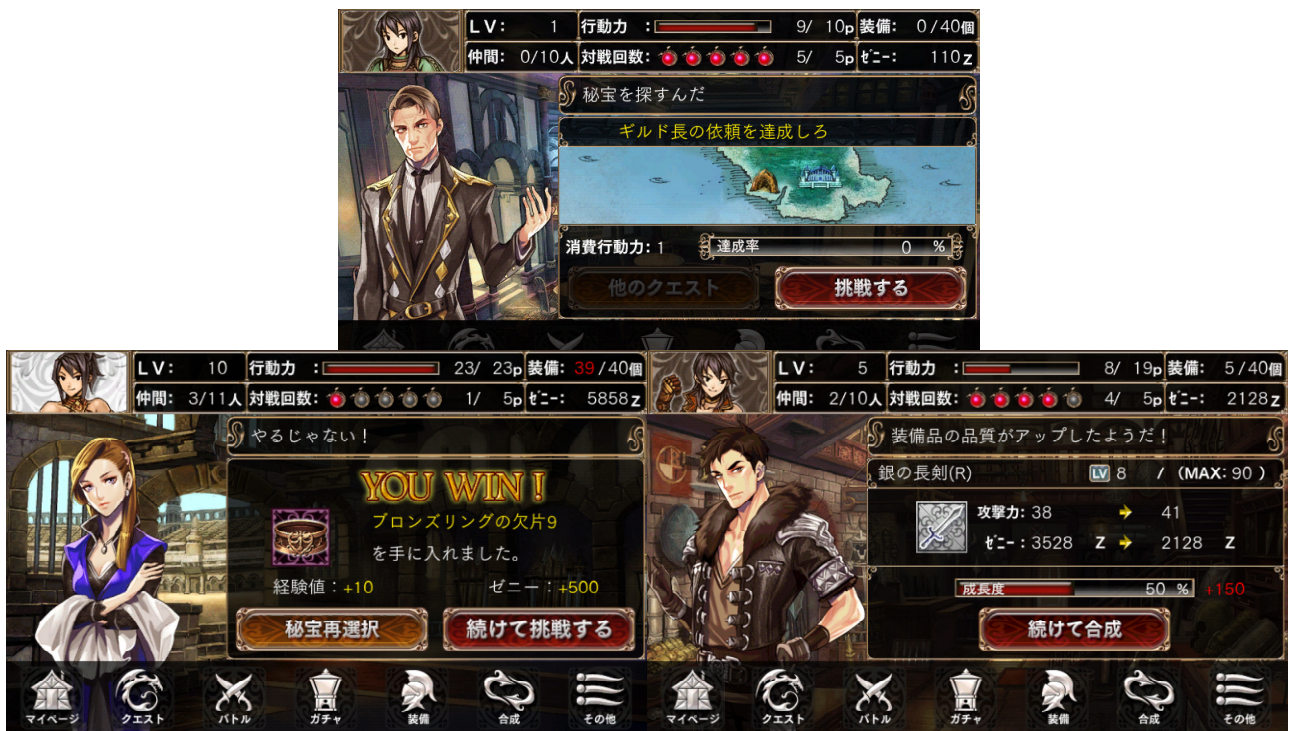 LV: 1 行動力 : 9/ 10p 装備: 0/40個
仲間: 0/10人 対戦回数: 5/ 5p ｾﾞﾆｰ: 110z
秘宝を探すんだ
ギルド長の依頼を達成しろ
消費行動力: 1 達成率 0 %
他のクエスト 挑戦する
LV: 10 行動力 : 23/ 23p 装備: 39/40個
仲間: 3/11人 対戦回数: 1/ 5p ｾﾞﾆｰ: 5858z
やるじゃない！
YOU WIN！
ブロンズリングの欠片9
を手に入れました。
経験値：+10 ゼニー：+500
秘宝再選択 続けて挑戦する
マイページ クエスト バトル ガチャ 装備 合成 その他
LV: 5 行動力 : 8/ 19p 装備: 5/40個
仲間: 2/10人 対戦回数: 4/ 5p ｾﾞﾆｰ: 2128z
装備品の品質がアップしたようだ！
銀の長剣(R) LV 8 / （MAX: 90 ）
攻撃力: 38 → 41
ｾﾞﾆｰ : 3528 Z → 2128 Z
成長度 50 % +150
続けて合成
マイページ クエスト バトル ガチャ 装備 合成 その他